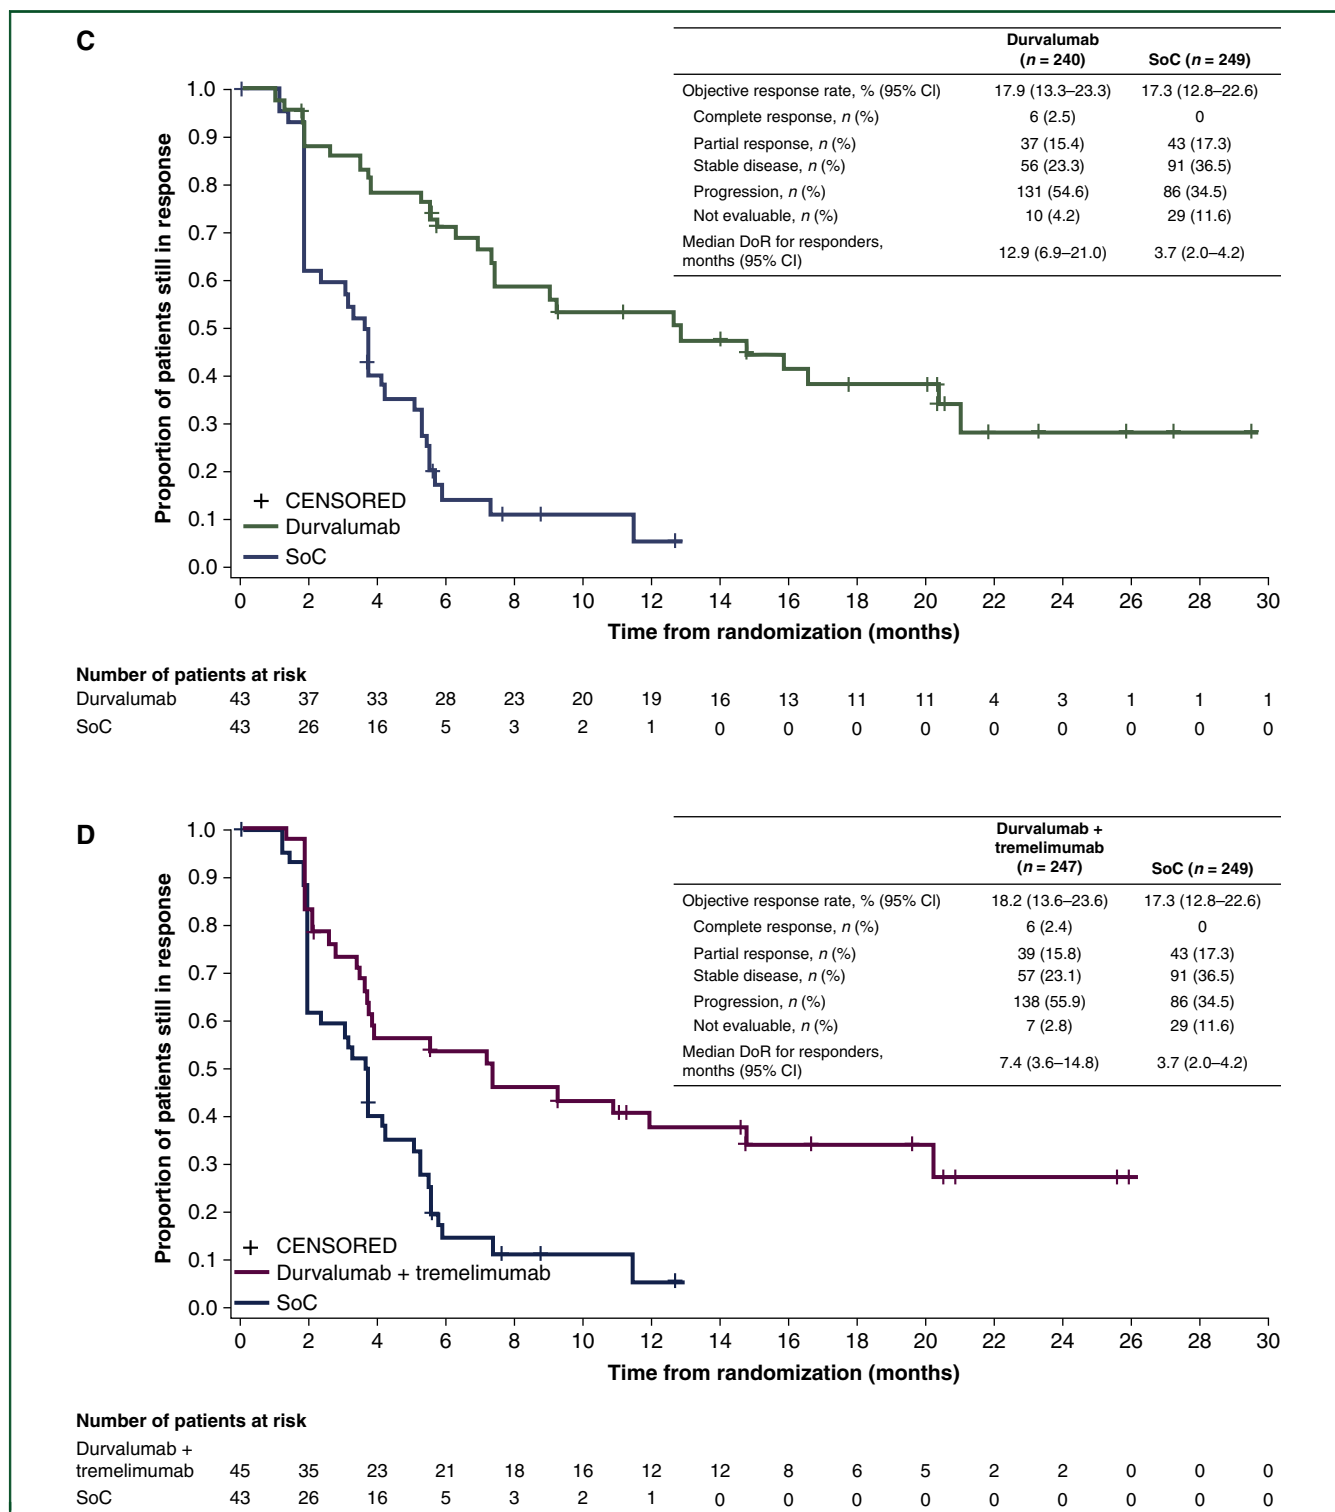 C
Durvalumab
(n = 240) SoC (n = 249)
Objective response rate, % (95% CI) 17.9 (13.3–23.3) 17.3 (12.8–22.6)
Complete response, n (%) 6 (2.5) 0
Partial response, n (%) 37 (15.4) 43 (17.3)
Stable disease, n (%) 56 (23.3) 91 (36.5)
Progression, n (%) 131 (54.6) 86 (34.5)
Not evaluable, n (%) 10 (4.2) 29 (11.6)
Median DoR for responders,
months (95% CI) 12.9 (6.9–21.0) 3.7 (2.0–4.2)
Proportion of patients still in response
1.0
0.9
0.8
0.7
0.6
0.5
0.4
0.3
0.2
0.1
0.0
+ CENSORED
Durvalumab
SoC
0 2 4 6 8 10 12 14 16 18 20 22 24 26 28 30
Time from randomization (months)
Number of patients at risk
Durvalumab 43 37 33 28 23 20 19 16 13 11 11 4 3 1 1 1
SoC 43 26 16 5 3 2 1 0 0 0 0 0 0 0 0 0
D
Durvalumab +
tremelimumab
(n = 247) SoC (n = 249)
Objective response rate, % (95% CI) 18.2 (13.6–23.6) 17.3 (12.8–22.6)
Complete response, n (%) 6 (2.4) 0
Partial response, n (%) 39 (15.8) 43 (17.3)
Stable disease, n (%) 57 (23.1) 91 (36.5)
Progression, n (%) 138 (55.9) 86 (34.5)
Not evaluable, n (%) 7 (2.8) 29 (11.6)
Median DoR for responders,
months (95% CI) 7.4 (3.6–14.8) 3.7 (2.0–4.2)
Proportion of patients still in response
1.0
0.9
0.8
0.7
0.6
0.5
0.4
0.3
0.2
0.1
0.0
+ CENSORED
Durvalumab + tremelimumab
SoC
0 2 4 6 8 10 12 14 16 18 20 22 24 26 28 30
Time from randomization (months)
Number of patients at risk
Durvalumab +
tremelimumab 45 35 23 21 18 16 12 12 8 6 5 2 2 0 0 0
SoC 43 26 16 5 3 2 1 0 0 0 0 0 0 0 0 0